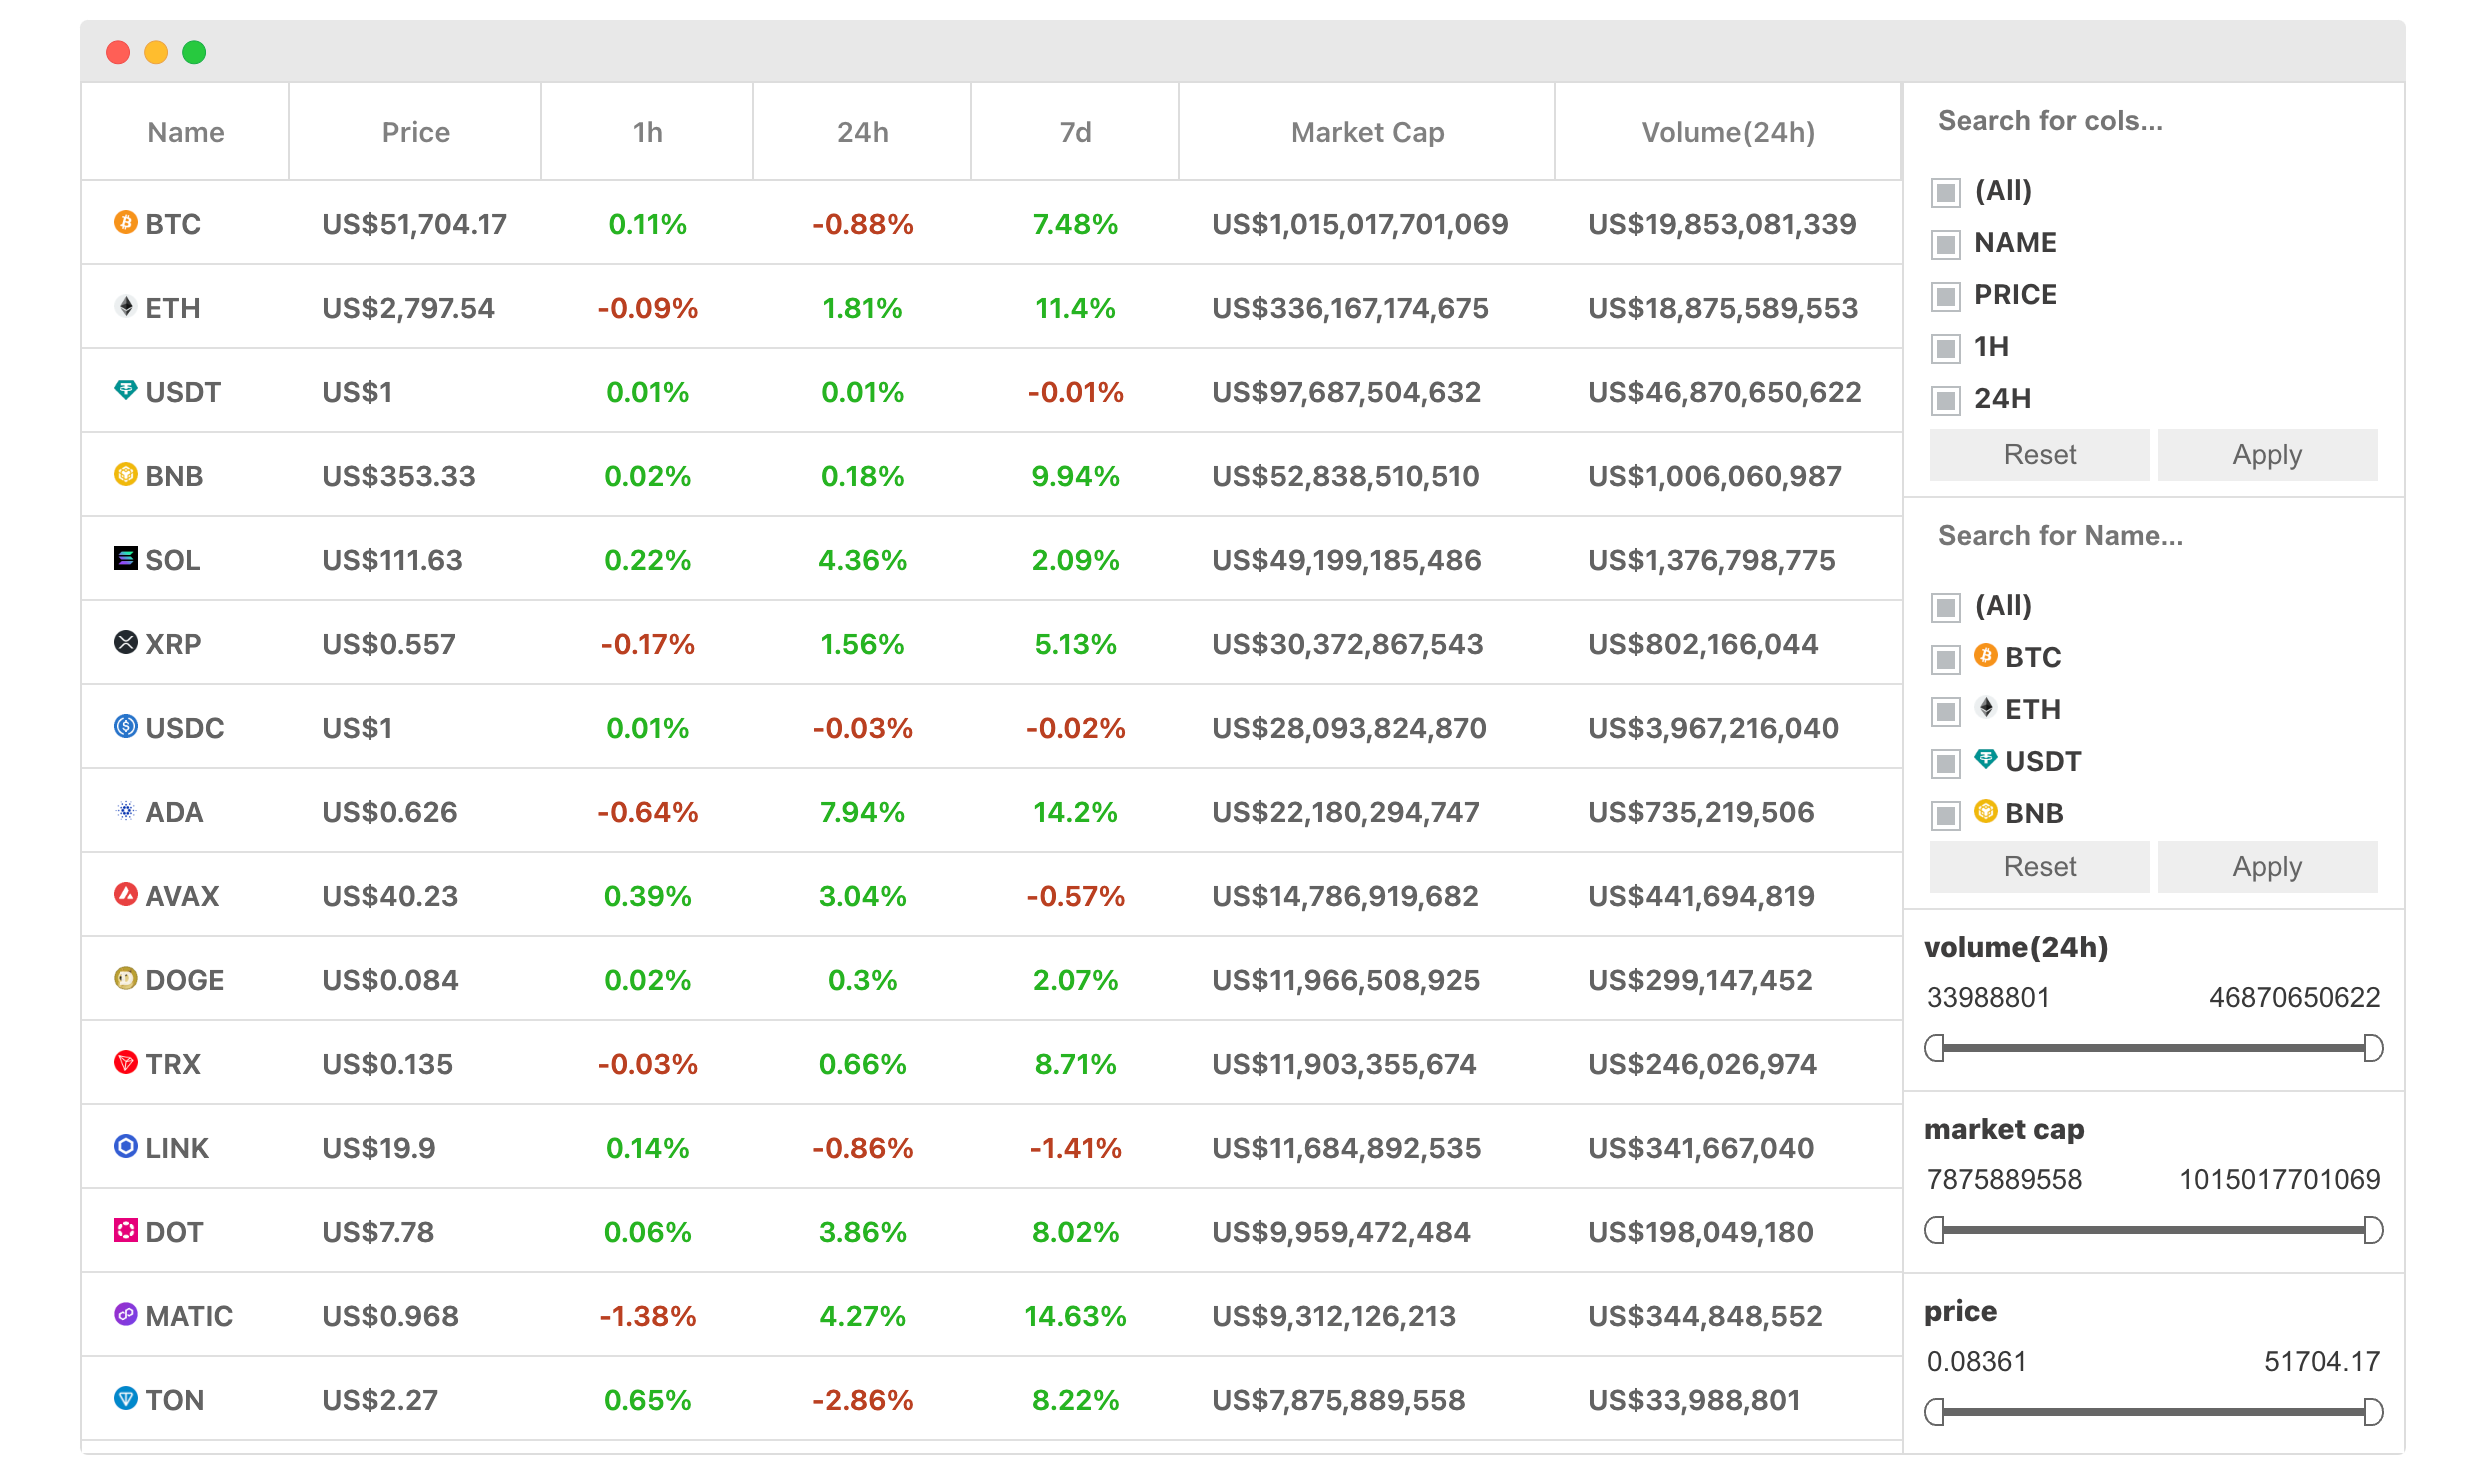 Name Price 1h 24h 7d Market Cap Volume(24h)
BTC US$51,704.17 0.11% -0.88% 7.48% US$1,015,017,701,069 US$19,853,081,339
ETH US$2,797.54 -0.09% 1.81% 11.4% US$336,167,174,675 US$18,875,589,553
USDT US$1 0.01% 0.01% -0.01% US$97,687,504,632 US$46,870,650,622
BNB US$353.33 0.02% 0.18% 9.94% US$52,838,510,510 US$1,006,060,987
SOL US$111.63 0.22% 4.36% 2.09% US$49,199,185,486 US$1,376,798,775
XRP US$0.557 -0.17% 1.56% 5.13% US$30,372,867,543 US$802,166,044
USDC US$1 0.01% -0.03% -0.02% US$28,093,824,870 US$3,967,216,040
ADA US$0.626 -0.64% 7.94% 14.2% US$22,180,294,747 US$735,219,506
AVAX US$40.23 0.39% 3.04% -0.57% US$14,786,919,682 US$441,694,819
DOGE US$0.084 0.02% 0.3% 2.07% US$11,966,508,925 US$299,147,452
TRX US$0.135 -0.03% 0.66% 8.71% US$11,903,355,674 US$246,026,974
LINK US$19.9 0.14% -0.86% -1.41% US$11,684,892,535 US$341,667,040
DOT US$7.78 0.06% 3.86% 8.02% US$9,959,472,484 US$198,049,180
MATIC US$0.968 -1.38% 4.27% 14.63% US$9,312,126,213 US$344,848,552
TON US$2.27 0.65% -2.86% 8.22% US$7,875,889,558 US$33,988,801
Search for cols...
(All)
NAME
PRICE
1H
24H
Reset Apply
Search for Name...
(All)
BTC
ETH
USDT
BNB
Reset Apply
volume(24h)
33988801 46870650622
market cap
7875889558 1015017701069
price
0.08361 51704.17